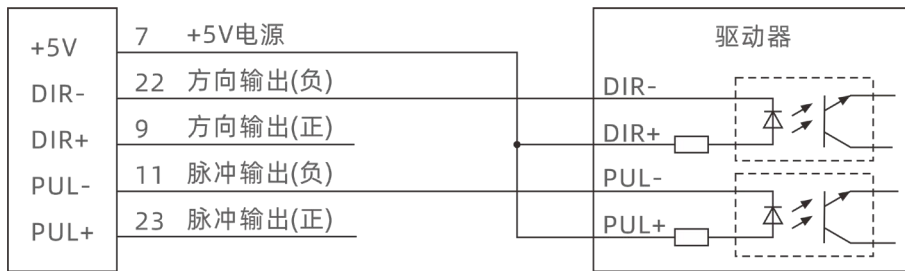 +5V 7 +5V电源 驱动器
DIR- 22 方向输出(负) DIR-
DIR+ 9 方向输出(正) DIR+
PUL- 11 脉冲输出(负) PUL-
PUL+ 23 脉冲输出(正) PUL+